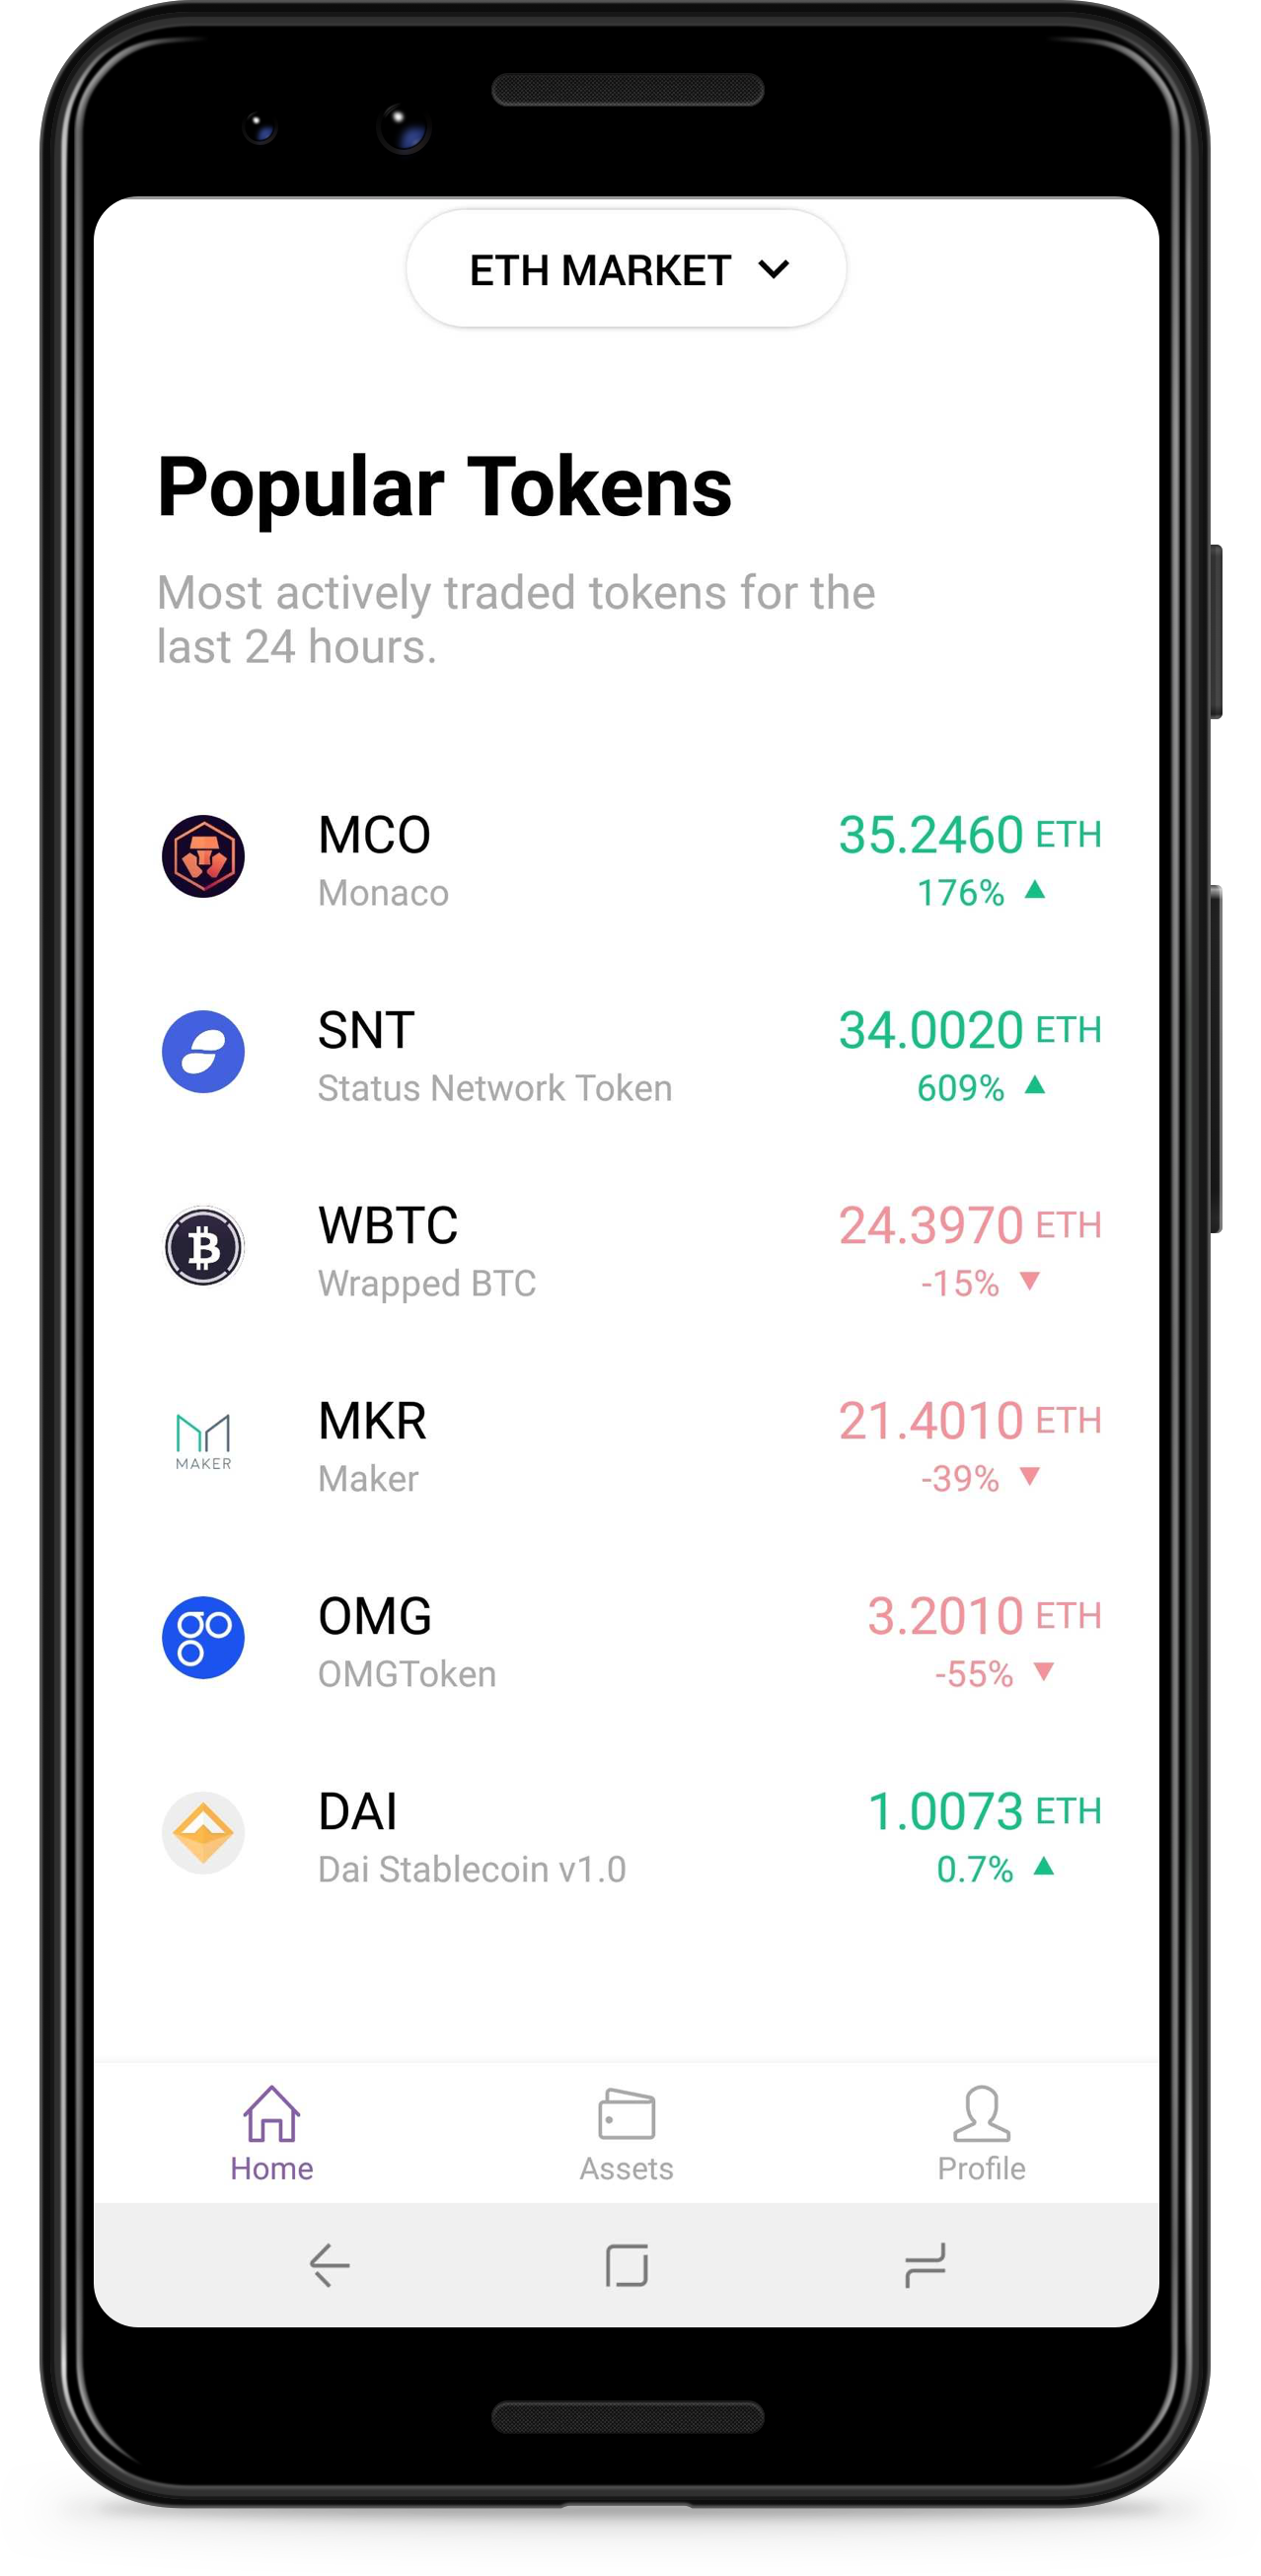 ETH MARKET
Popular Tokens
Most actively traded tokens for the
last 24 hours.
MCO 35.2460 ETH
Monaco 176% ▲
SNT 34.0020 ETH
Status Network Token 609% ▲
WBTC 24.3970 ETH
Wrapped BTC -15% ▼
MKR 21.4010 ETH
MAKER
Maker -39% ▼
OMG 3.2010 ETH
OMGToken -55% ▼
DAI 1.0073 ETH
Dai Stablecoin v1.0 0.7% ▲
Home Assets Profile